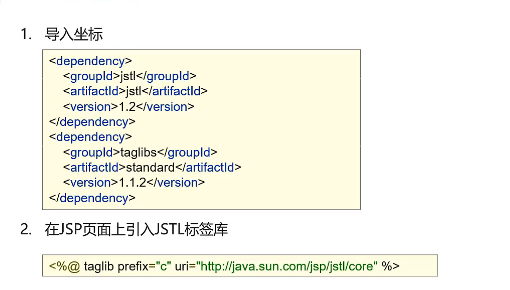 1. 导入坐标
<dependency>
<groupId>jstl</groupId>
<artifactId>jstl</artifactId>
<version>1.2</version>
</dependency>
<dependency>
<groupId>taglibs</groupId>
<artifactId>standard</artifactId>
<version>1.1.2</version>
</dependency>
2. 在JSP页面上引入JSTL标签库
<%@ taglib prefix="c" uri="http://java.sun.com/jsp/jstl/core" %>